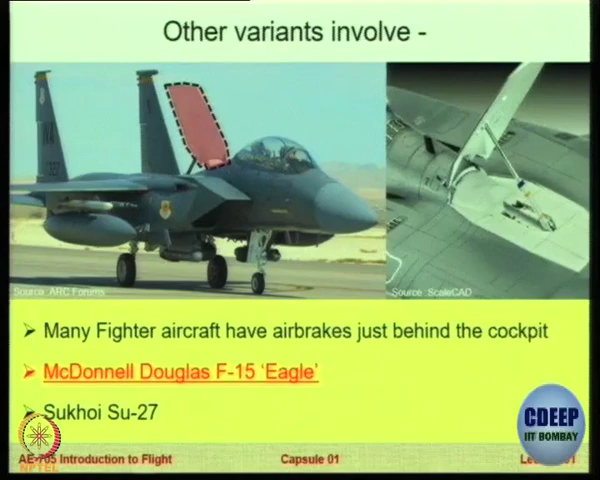 Other variants involve -
Source :ARC Forums
Source :ScaleCAD
➢ Many Fighter aircraft have airbrakes just behind the cockpit
➢ McDonnell Douglas F-15 ‘Eagle’
➢ Sukhoi Su-27
CDEEP
IIT BOMBAY
AE-705 Introduction to Flight
Capsule 01
NPTEL